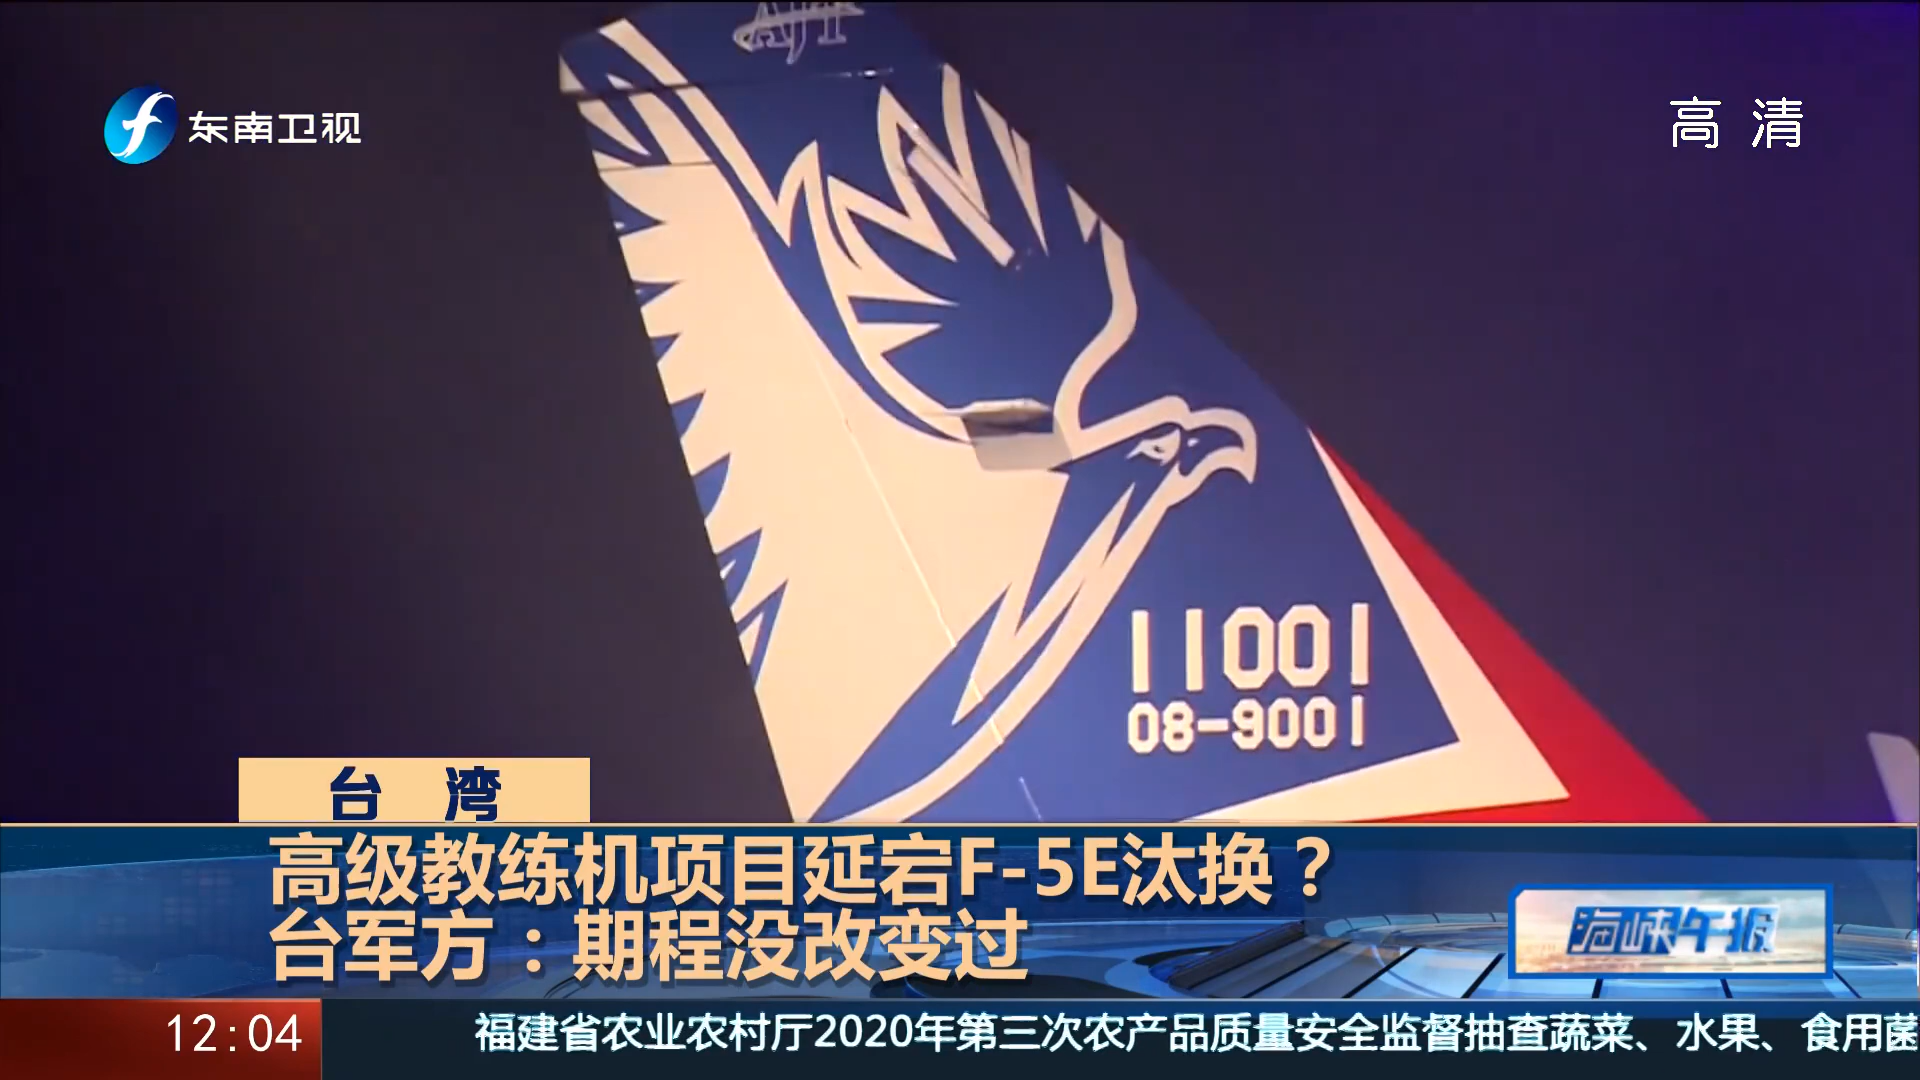 AJT
东南卫视
高清
11001
08-9001
台 湾
高级教练机项目延宕F-5E汰换？
台军方：期程没改变过
海峡午报
12:04
福建省农业农村厅2020年第三次农产品质量安全监督抽查蔬菜、水果、食用菌